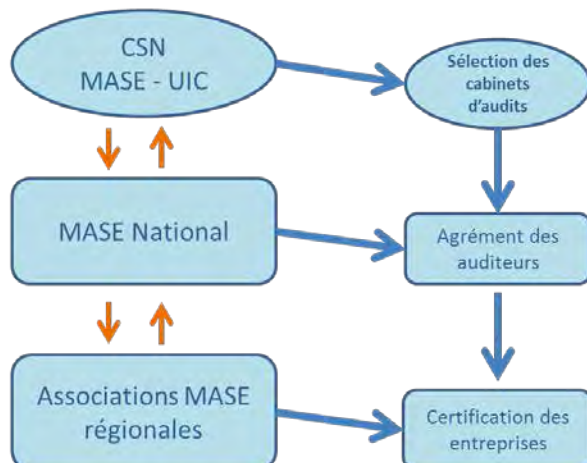 CSN
MASE - UIC
Sélection des
cabinets
d'audits
MASE National
Agrément des
auditeurs
Associations MASE
régionales
Certification des
entreprises